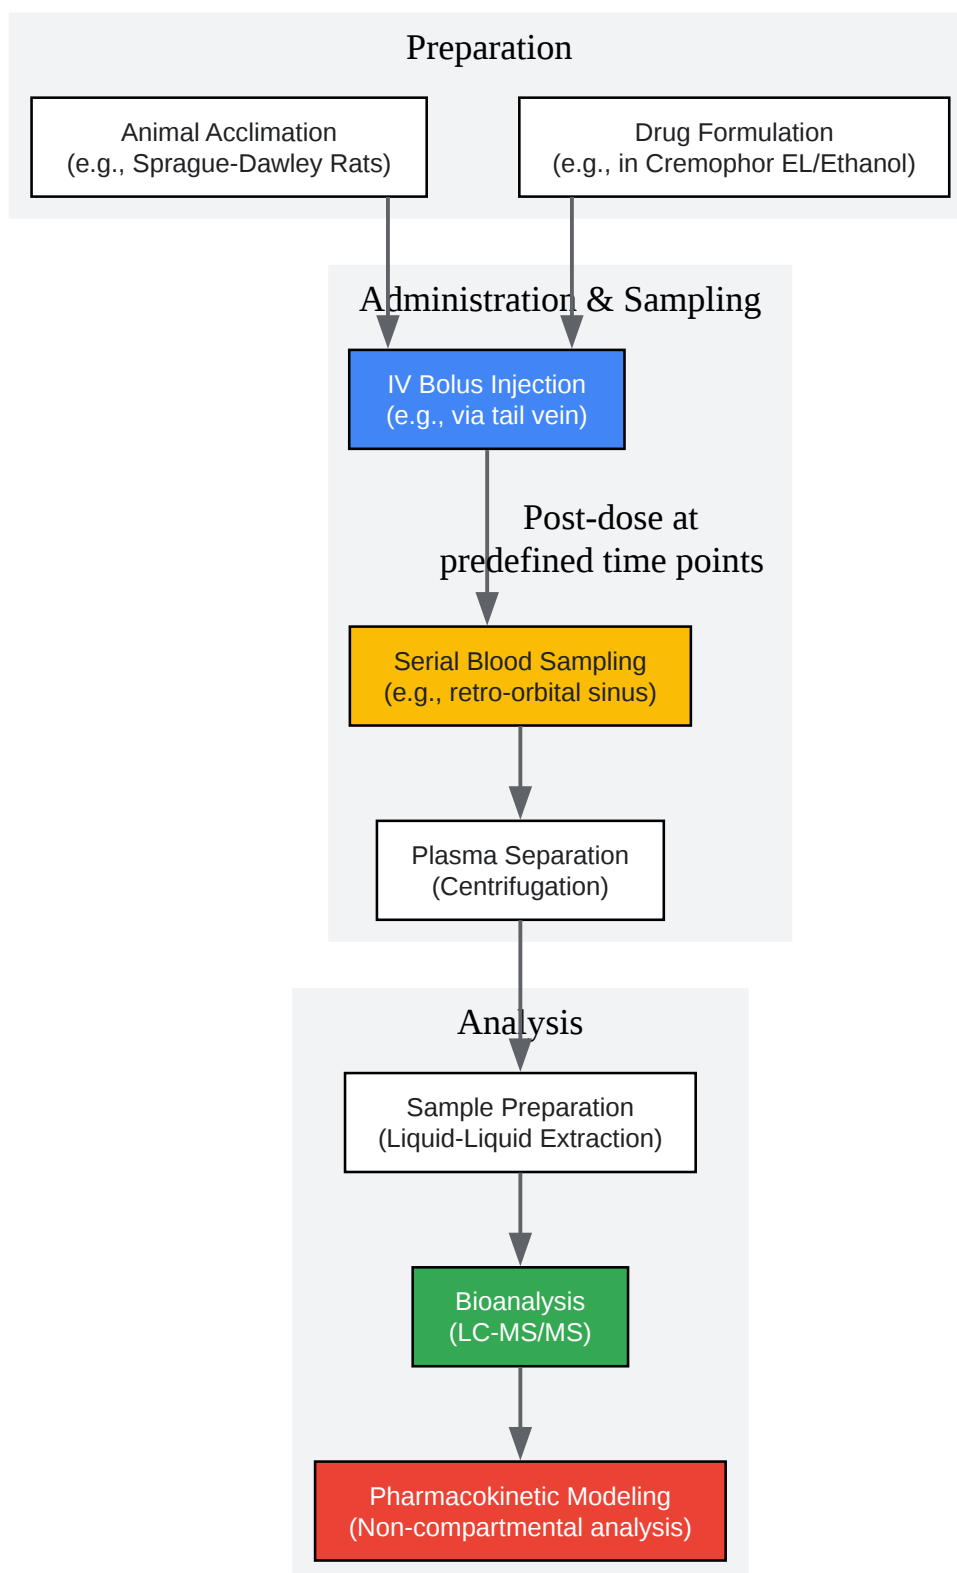 Preparation
Animal Acclimation
(e.g., Sprague-Dawley Rats)
Drug Formulation
(e.g., in Cremophor EL/Ethanol)
Administration & Sampling
IV Bolus Injection
(e.g., via tail vein)
Post-dose at
predefined time points
Serial Blood Sampling
(e.g., retro-orbital sinus)
Plasma Separation
(Centrifugation)
Analysis
Sample Preparation
(Liquid-Liquid Extraction)
Bioanalysis
(LC-MS/MS)
Pharmacokinetic Modeling
(Non-compartmental analysis)